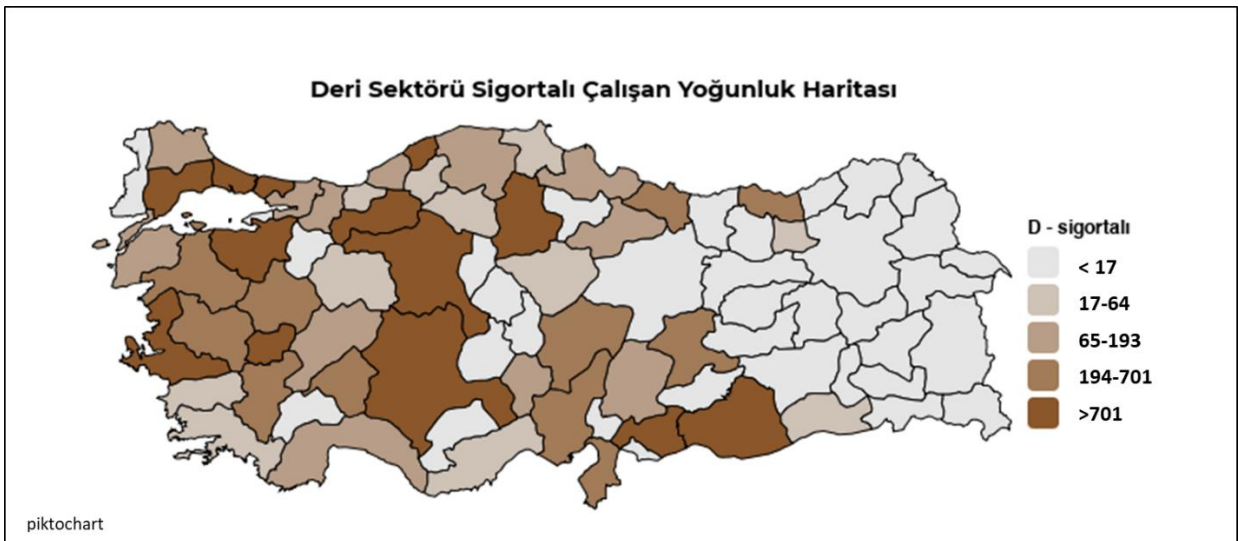 Deri Sektörü Sigortalı Çalışan Yoğunluk Haritası
D - sigortalı
< 17
17-64
65-193
194-701
>701
piktochart